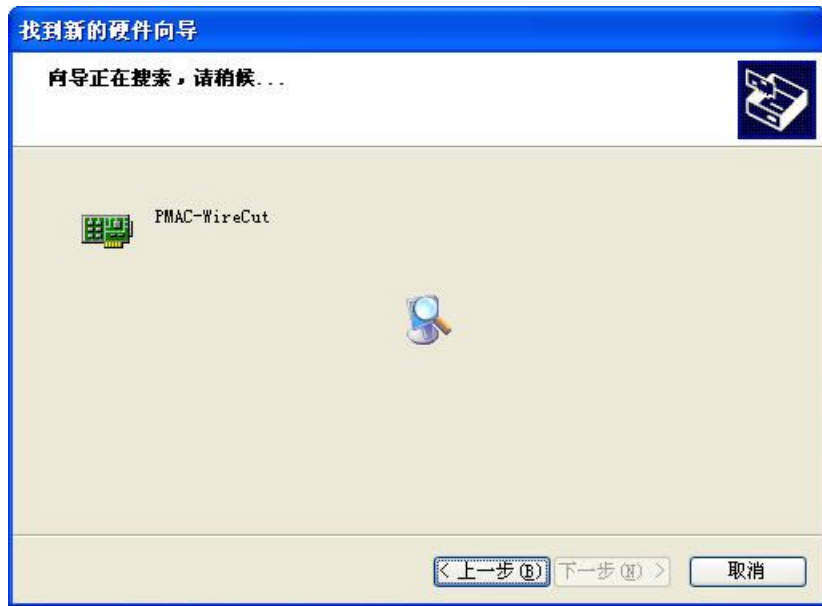 找到新的硬件向导
向导正在搜索，请稍候...
PMAC-WireCut
< 上一步(B)
下一步(N) >
取消